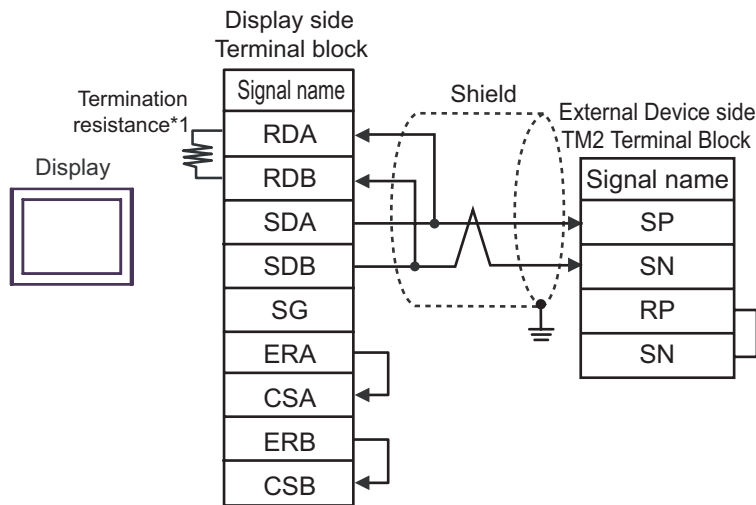 Display side
Terminal block
Signal name
Termination
resistance*1
Display
RDA
RDB
SDA
SDB
SG
ERA
CSA
ERB
CSB
Shield
External Device side
TM2 Terminal Block
Signal name
SP
SN
RP
SN